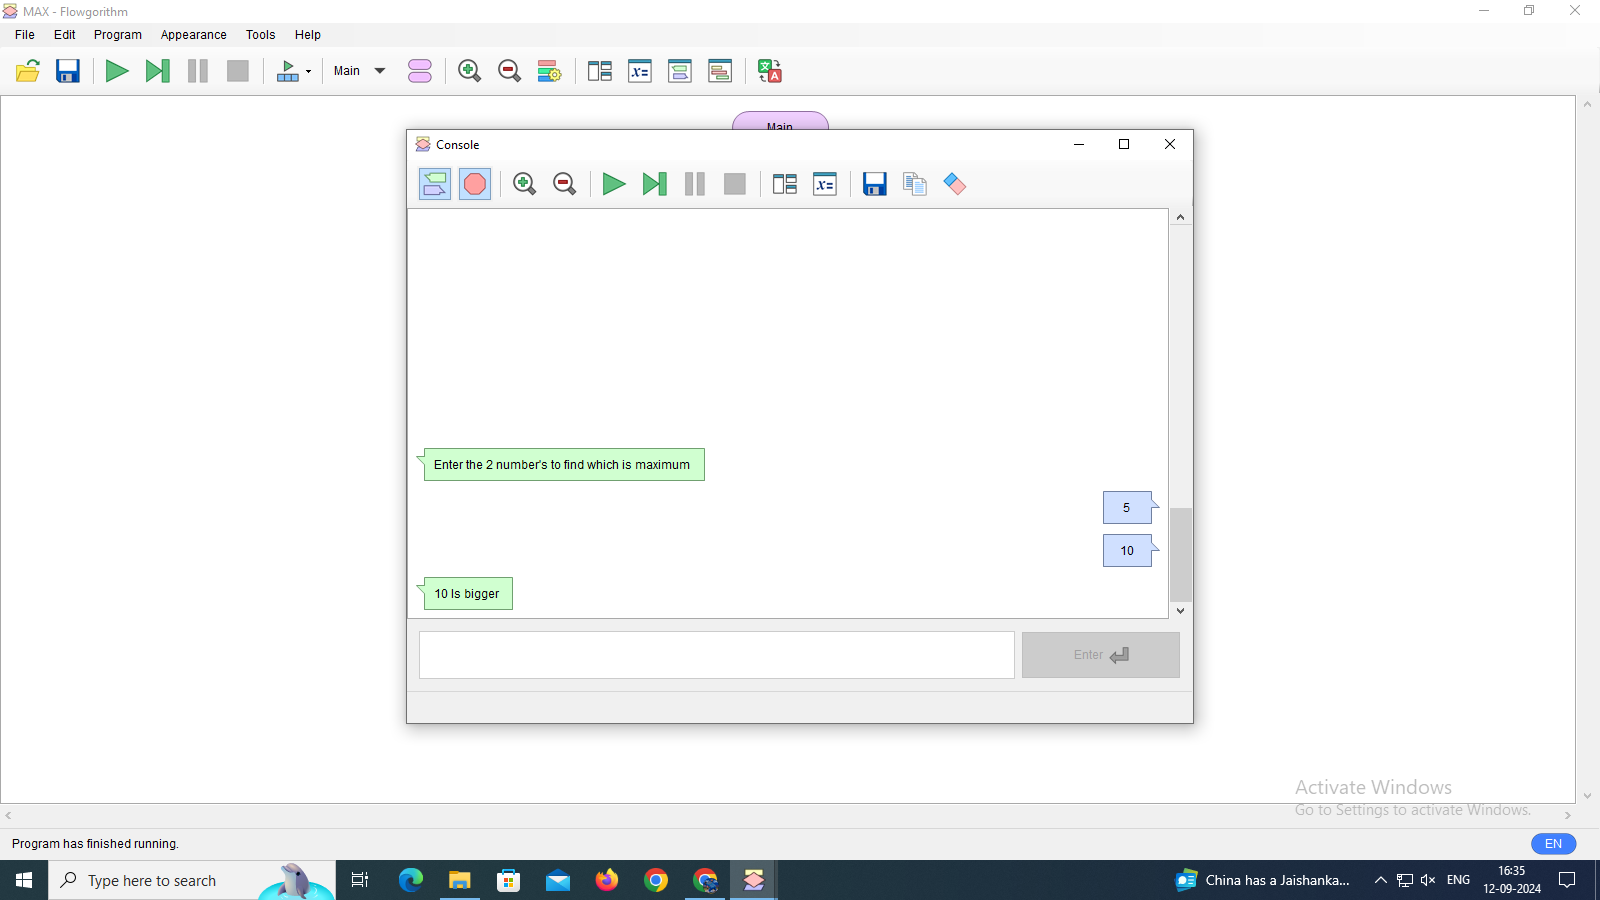 MAX - Flowgorithm
File Edit Program Appearance Tools Help
Main
Main
Console
Enter the 2 number's to find which is maximum
5
10
10 Is bigger
Enter
Activate Windows
Go to Settings to activate Windows.
Program has finished running.
EN
Type here to search
China has a Jaishanka...
ENG
16:35
12-09-2024